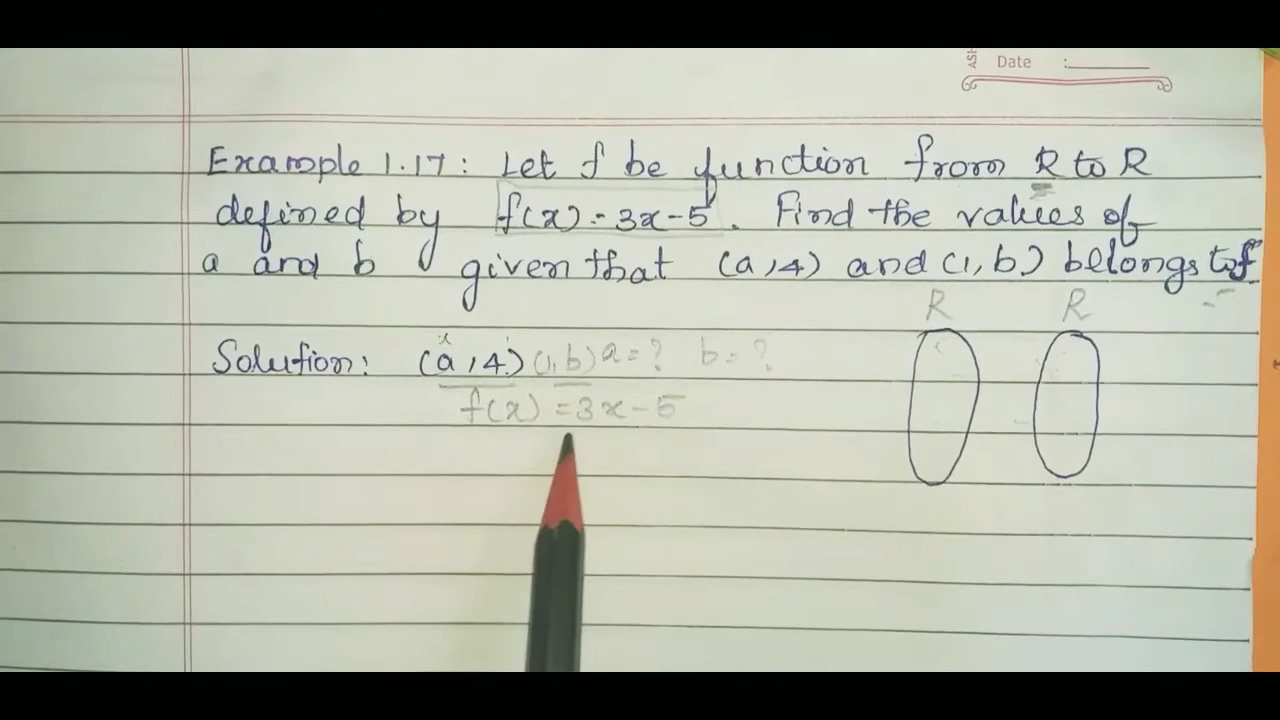 ASI
Date :
Example 1.17: Let f be function from R to R
defined by f(x) = 3x-5. Find the values of
a and b given that (a,4) and (1,b) belongs to f
R R
Solution: (a,4) (1,b) a=? b=?
x
f(x) = 3x-5